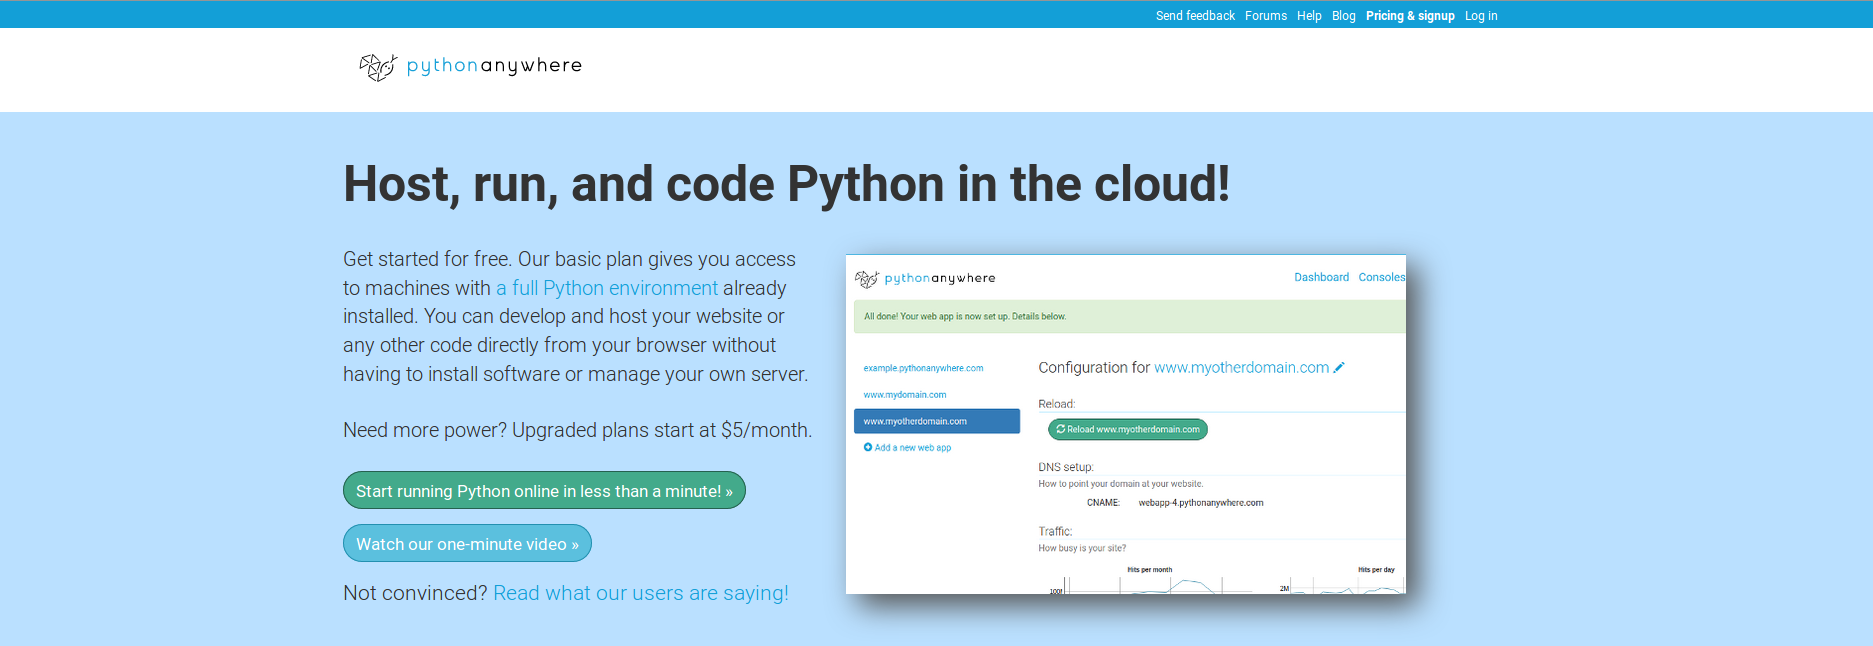 Send feedback Forums Help Blog Pricing & signup Log in
pythonanywhere
Host, run, and code Python in the cloud!
Get started for free. Our basic plan gives you access
to machines with a full Python environment already
installed. You can develop and host your website or
any other code directly from your browser without
having to install software or manage your own server.
Need more power? Upgraded plans start at $5/month.
Start running Python online in less than a minute! »
Watch our one-minute video »
Not convinced? Read what our users are saying!
pythonanywhere
Dashboard Consoles
All done! Your web app is now set up. Details below.
example.pythonanywhere.com
www.mydomain.com
www.myotherdomain.com
Add a new web app
Configuration for www.myotherdomain.com
Reload:
Reload www.myotherdomain.com
DNS setup:
How to point your domain at your website.
CNAME: webapp-4.pythonanywhere.com
Traffic:
How busy is your site?
Hits per month Hits per day
2M